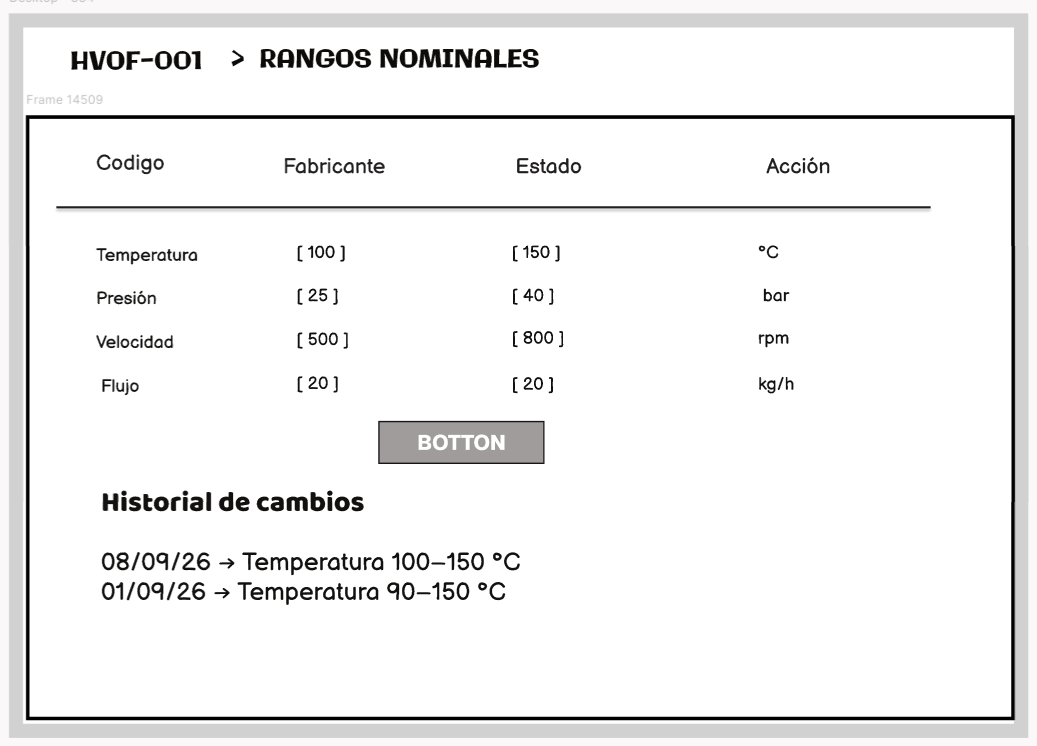 HVOF-001 > RANGOS NOMINALES
Frame 14509
Codigo Fabricante Estado Acción
Temperatura [ 100 ] [ 150 ] °C
Presión [ 25 ] [ 40 ] bar
Velocidad [ 500 ] [ 800 ] rpm
Flujo [ 20 ] [ 20 ] kg/h
BOTTON
Historial de cambios
08/09/26 → Temperatura 100–150 °C
01/09/26 → Temperatura 90–150 °C